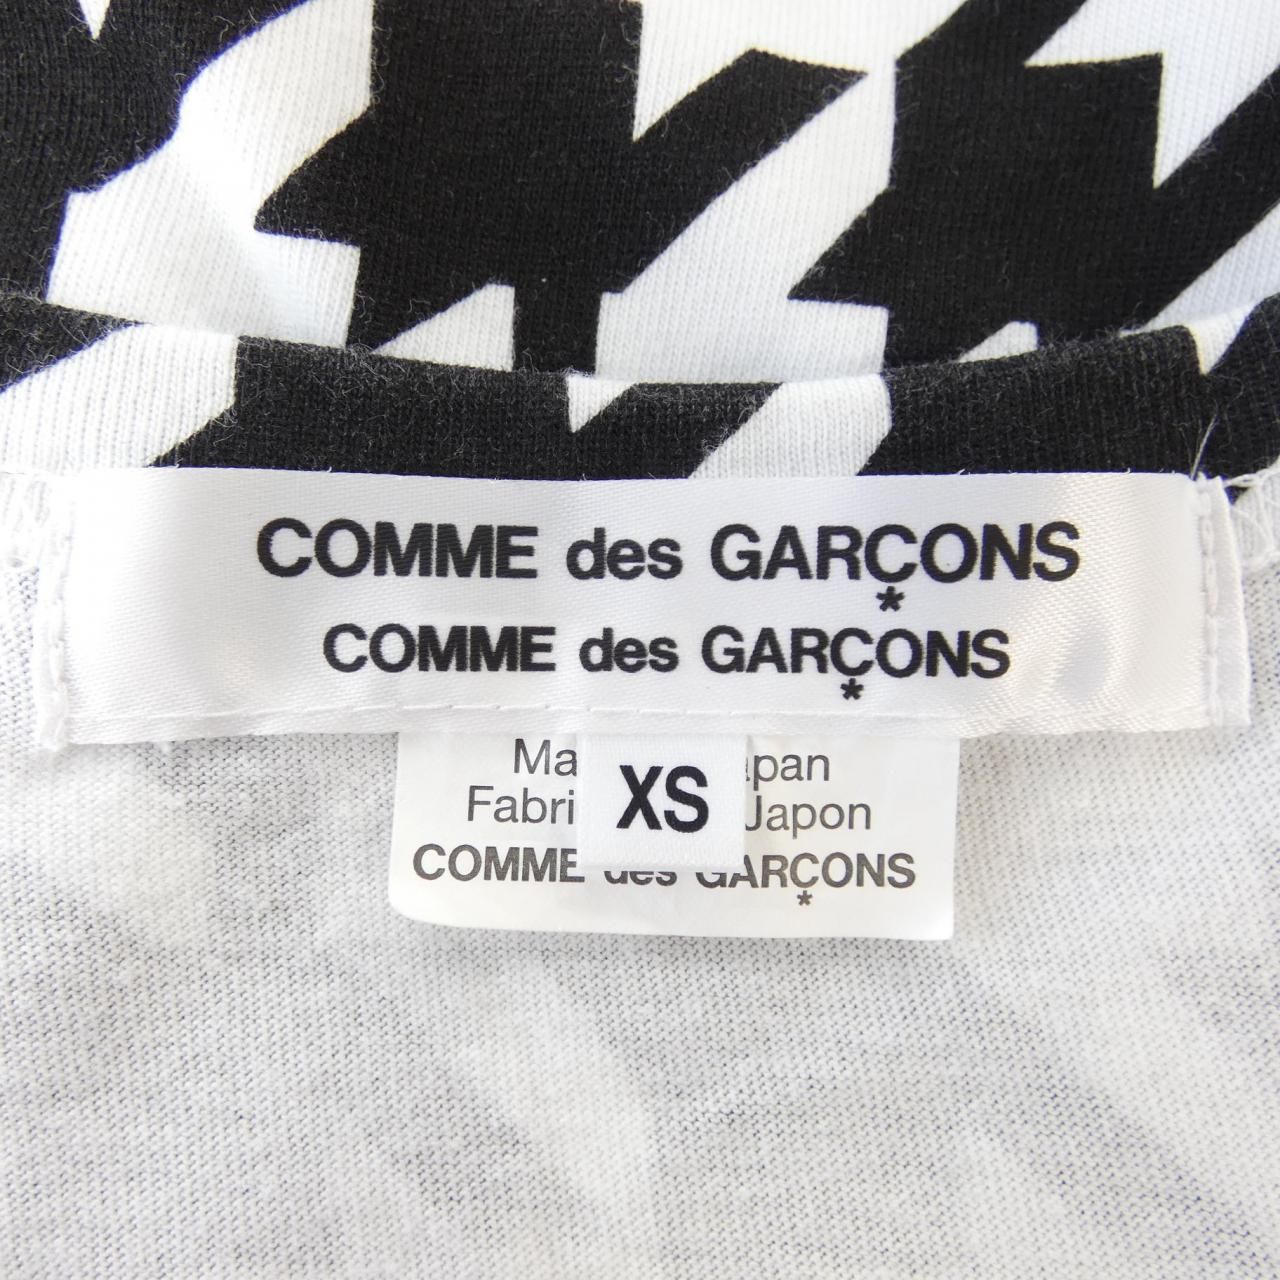 COMME des GARÇONS
*
COMME des GARÇONS
*
XS
Ma apan
Fabri Japon
COMME des GARÇONS
*